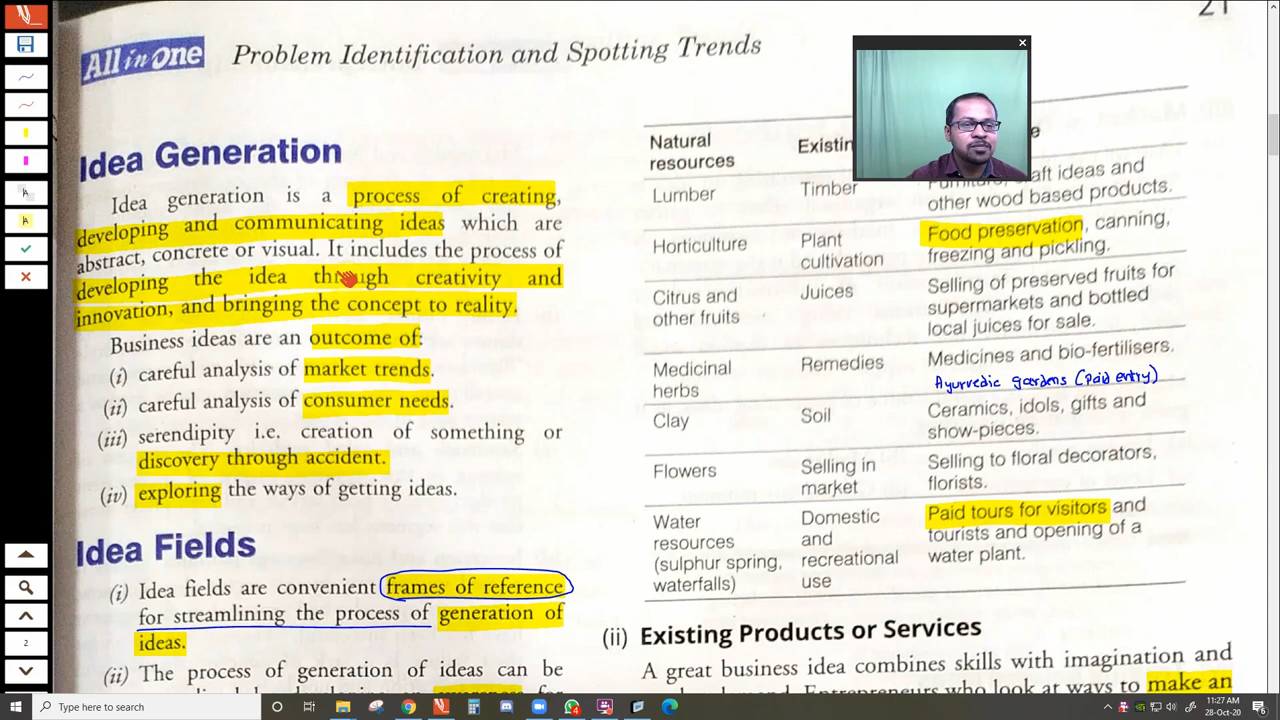 21
All in One Problem Identification and Spotting Trends
Idea Generation
Idea generation is a process of creating,
developing and communicating ideas which are
abstract, concrete or visual. It includes the process of
developing the idea through creativity and
innovation, and bringing the concept to reality.
Business ideas are an outcome of:
(i) careful analysis of market trends.
(ii) careful analysis of consumer needs.
(iii) serendipity i.e. creation of something or
discovery through accident.
(iv) exploring the ways of getting ideas.
Idea Fields
(i) Idea fields are convenient frames of reference
for streamlining the process of generation of
ideas.
(ii) The process of generation of ideas can be
Natural
resources
Lumber
Timber
other wood based products.
Horticulture
Plant
cultivation
Food preservation, canning,
freezing and pickling.
Citrus and
other fruits
Juices
Selling of preserved fruits for
supermarkets and bottled
local juices for sale.
Medicinal
herbs
Remedies
Medicines and bio-fertilisers.
Ayurvedic gardens (Paid entry)
Clay
Soil
Ceramics, idols, gifts and
show-pieces.
Flowers
Selling in
market
Selling to floral decorators,
florists.
Water
resources
(sulphur spring,
waterfalls)
Domestic
and
recreational
use
Paid tours for visitors and
tourists and opening of a
water plant.
(ii) Existing Products or Services
A great business idea combines skills with imagination and
Entrepreneurs who look at ways to make an
2
Type here to search
11:27 AM
28-Oct-20